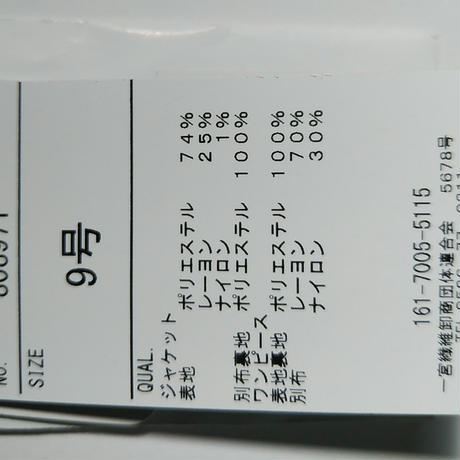 NO.
SIZE
9号
QUAL.
ジャケット
表地 ポリエステル 74%
レーヨン 25%
ナイロン 1%
別布裏地 ポリエステル 100%
ワンピース
表地裏地 ポリエステル 100%
別布 レーヨン 70%
ナイロン 30%
161-7005-5115
一宮繊維卸商団体連合会 5678号